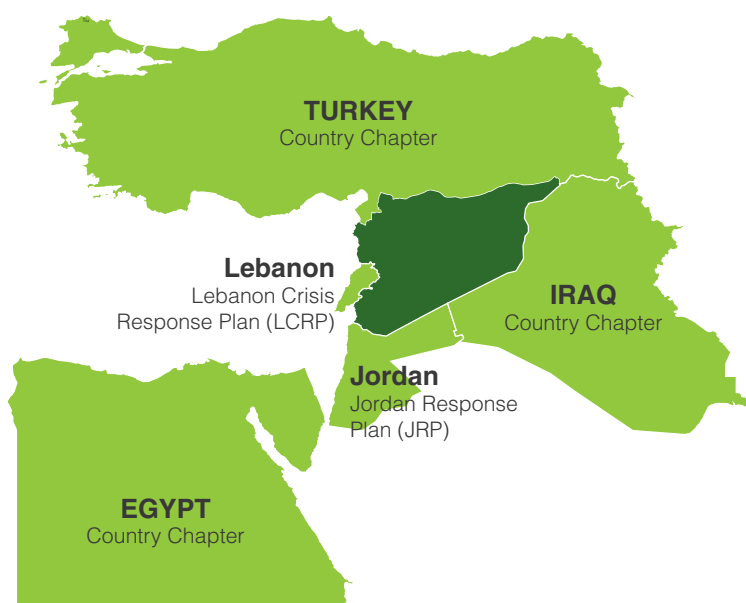 TURKEY
Country Chapter
Lebanon
Lebanon Crisis
Response Plan (LCRP)
IRAQ
Country Chapter
Jordan
Jordan Response
Plan (JRP)
EGYPT
Country Chapter